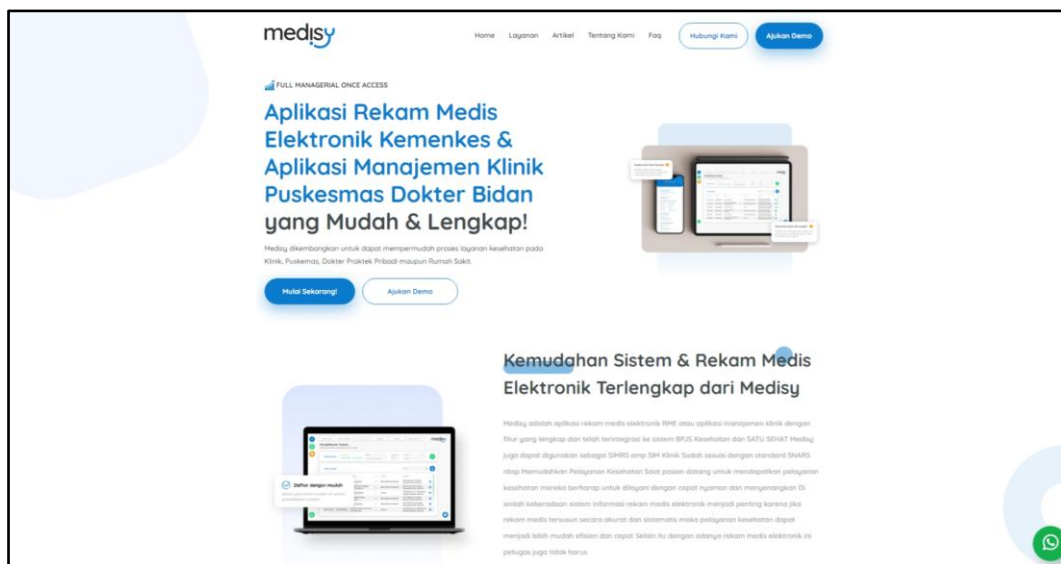 medisy
Home Layanan Artikel Tentang Kami Faq Hubungi Kami Ajukan Demo
FULL MANAGERIAL ONCE ACCESS
Aplikasi Rekam Medis
Elektronik Kemenkes &
Aplikasi Manajemen Klinik
Puskesmas Dokter Bidan
yang Mudah & Lengkap!
Medisy dikembangkan untuk dapat mempermudah proses layanan kesehatan pada
Klinik, Puskemas, Dokter Praktek Pribadi maupun Rumah Sakit.
Mulai Sekarang! Ajukan Demo
Kemudahan Sistem & Rekam Medis
Elektronik Terlengkap dari Medisy
Medisy adalah aplikasi rekam medis elektronik RME atau aplikasi manajemen klinik dengan
fitur yang lengkap dan telah terintegrasi ke sistem BPJS Kesehatan dan SATU SEHAT Medisy
juga dapat digunakan sebagai SIMRS amp SIM Klinik Sudah sesuai dengan standard SNARS
nbsp Memudahkan Pelayanan Kesehatan Saat pasien datang untuk mendapatkan pelayanan
kesehatan mereka berharap untuk dilayani dengan cepat nyaman dan menyenangkan Di
sinilah keberadaan sistem informasi rekam medis elektronik menjadi penting karena jika
rekam medis tersusun secara akurat dan sistematis maka pelayanan kesehatan dapat
menjadi lebih mudah efisien dan cepat Selain itu dengan adanya rekam medis elektronik ini
petugas juga tidak harus
medisy
Daftar dengan mudah